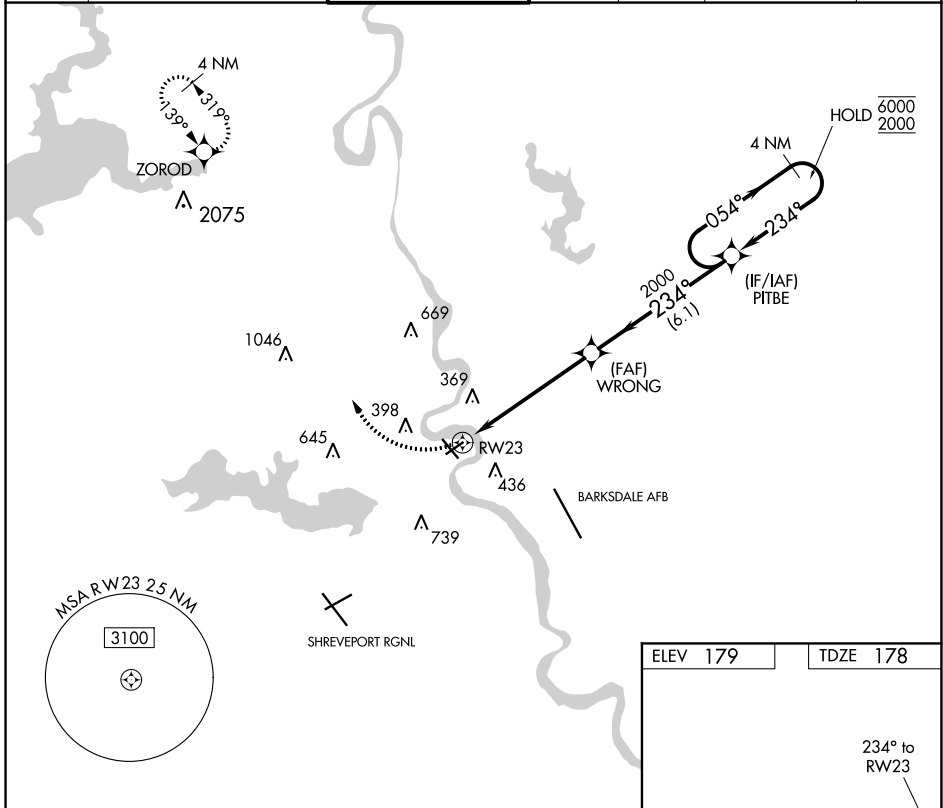 4 NM
319°
139°
ZOROD
2075
HOLD 6000
2000
4 NM
054°
234°
(IF/IAF)
PITBE
2000
234°
(6.1)
(FAF)
WRONG
669
1046
369
398
645
RW23
436
BARKSDALE AFB
739
SHREVEPORT RGNL
MSA RW23 25 NM
3100
ELEV 179
TDZE 178
234° to
RW23